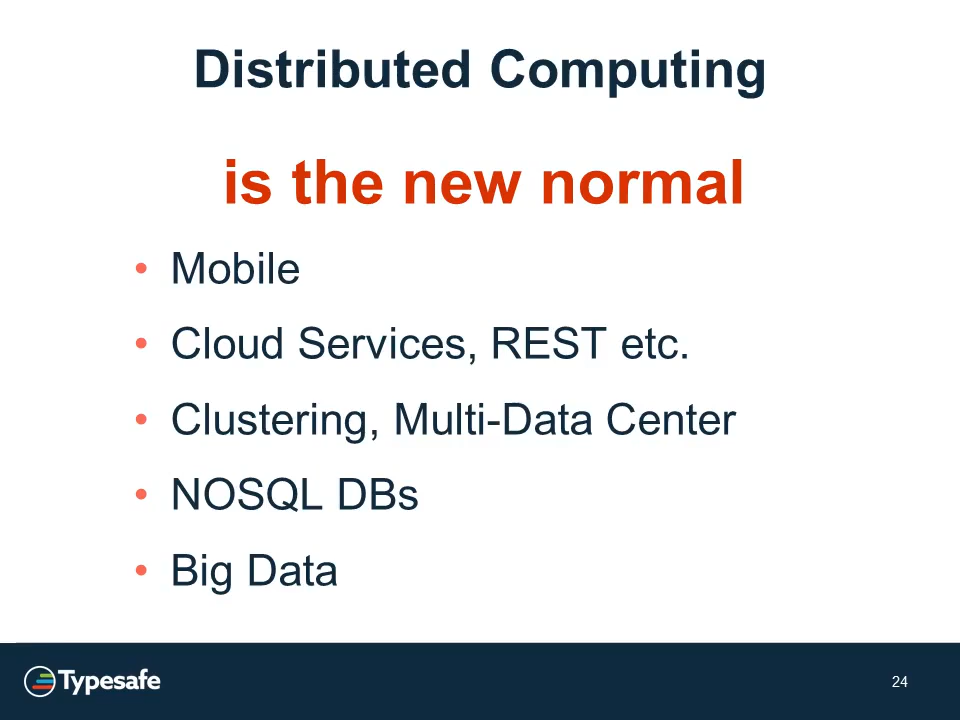 Distributed Computing
is the new normal
• Mobile
• Cloud Services, REST etc.
• Clustering, Multi-Data Center
• NOSQL DBs
• Big Data
Typesafe
24